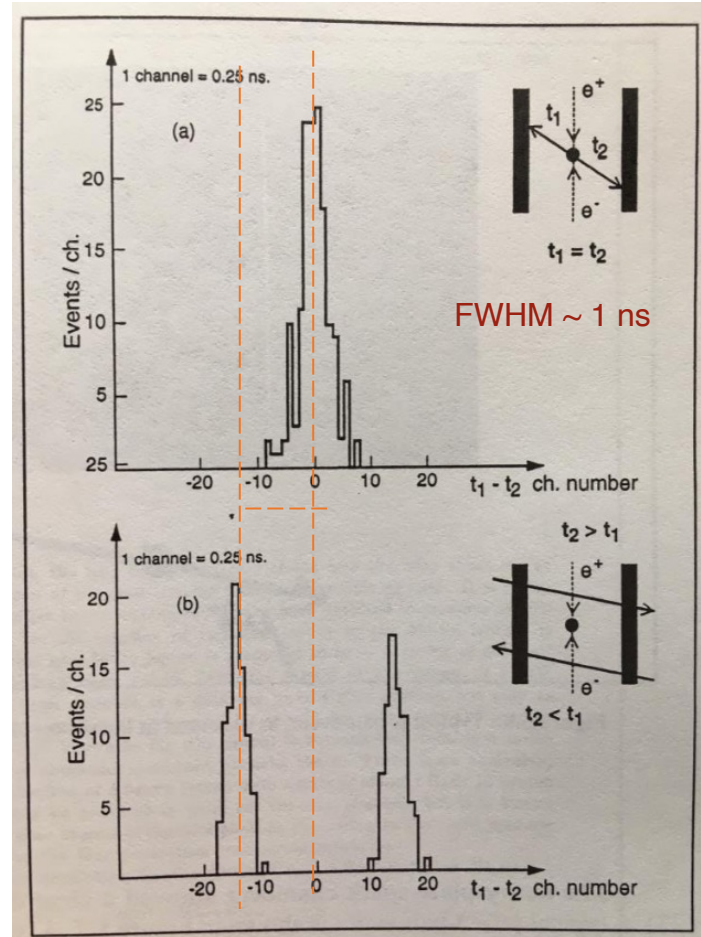 1 channel = 0.25 ns.
(a)
Events / ch.
25
20
15
10
5
25
-20
-10
0
10
20
t₁ - t₂ ch. number
e⁺
t₁
t₂
e⁻
t₁ = t₂
FWHM ~ 1 ns
1 channel = 0.25 ns.
(b)
Events / ch.
20
15
10
5
-20
-10
0
10
20
t₁ - t₂ ch. number
t₂ > t₁
e⁺
e⁻
t₂ < t₁